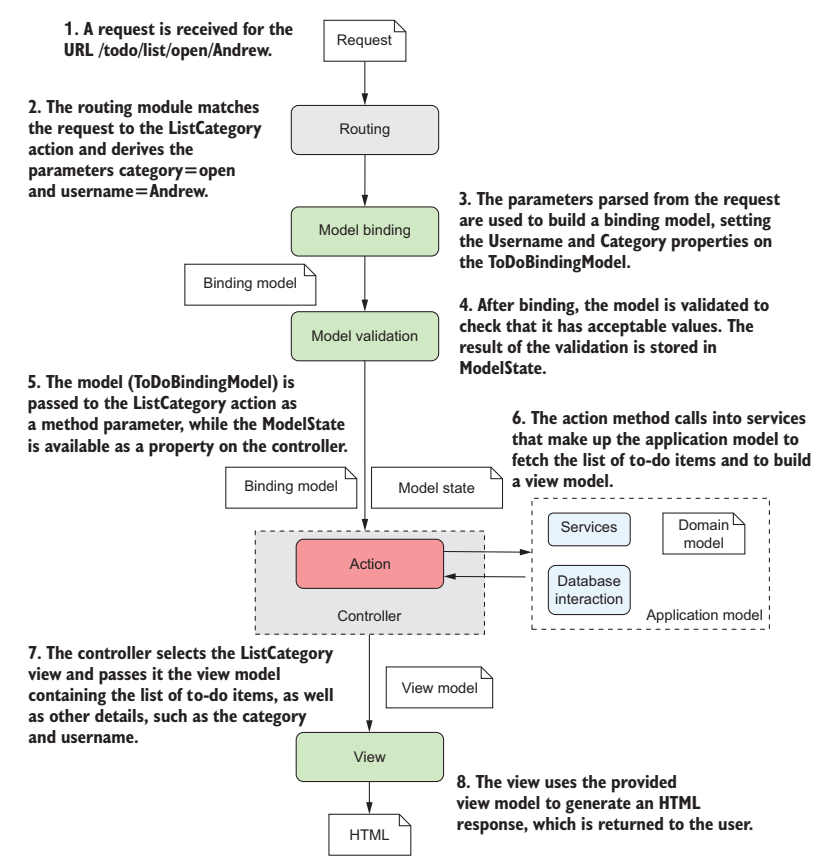 1. A request is received for the
URL /todo/list/open/Andrew.
Request
2. The routing module matches
the request to the ListCategory
action and derives the
parameters category=open
and username=Andrew.
Routing
3. The parameters parsed from the request
are used to build a binding model, setting
the Username and Category properties on
the ToDoBindingModel.
Model binding
Binding model
4. After binding, the model is validated to
check that it has acceptable values. The
result of the validation is stored in
ModelState.
Model validation
5. The model (ToDoBindingModel) is
passed to the ListCategory action as
a method parameter, while the ModelState
is available as a property on the controller.
6. The action method calls into services
that make up the application model to
fetch the list of to-do items and to build
a view model.
Binding model
Model state
Services
Domain
model
Action
Database
interaction
Controller
Application model
7. The controller selects the ListCategory
view and passes it the view model
containing the list of to-do items, as well
as other details, such as the category
and username.
View model
View
8. The view uses the provided
view model to generate an HTML
response, which is returned to the user.
HTML